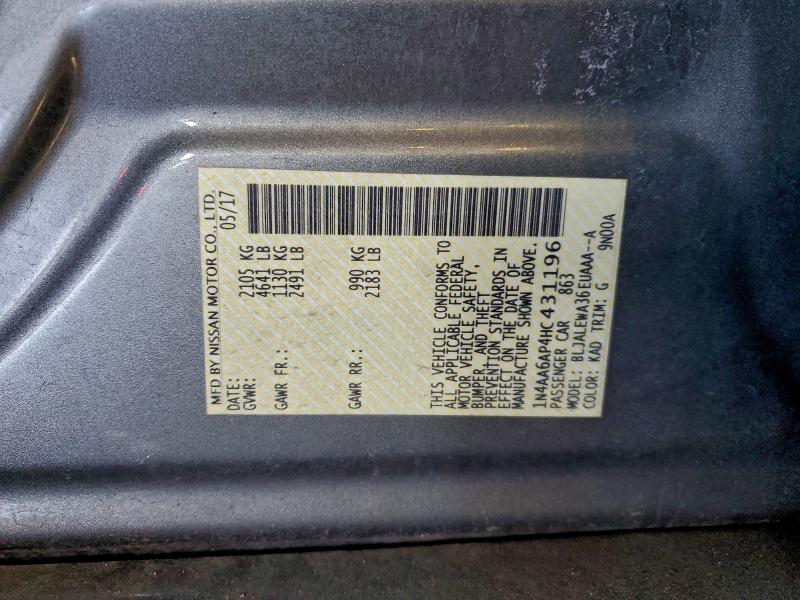 MFD BY NISSAN MOTOR CO., LTD.
DATE: 05/17
GVWR: 2105 KG
4641 LB
GAWR FR.: 1130 KG
2491 LB
GAWR RR.: 990 KG
2183 LB
THIS VEHICLE CONFORMS TO
ALL APPLICABLE FEDERAL
MOTOR VEHICLE SAFETY,
BUMPER, AND THEFT
PREVENTION STANDARDS IN
EFFECT ON THE DATE OF
MANUFACTURE SHOWN ABOVE.
1N4AA6AP4HC431196
PASSENGER CAR 863
MODEL: BLJALEWA36EUAAA--A
COLOR: KAD TRIM: G 9N00A